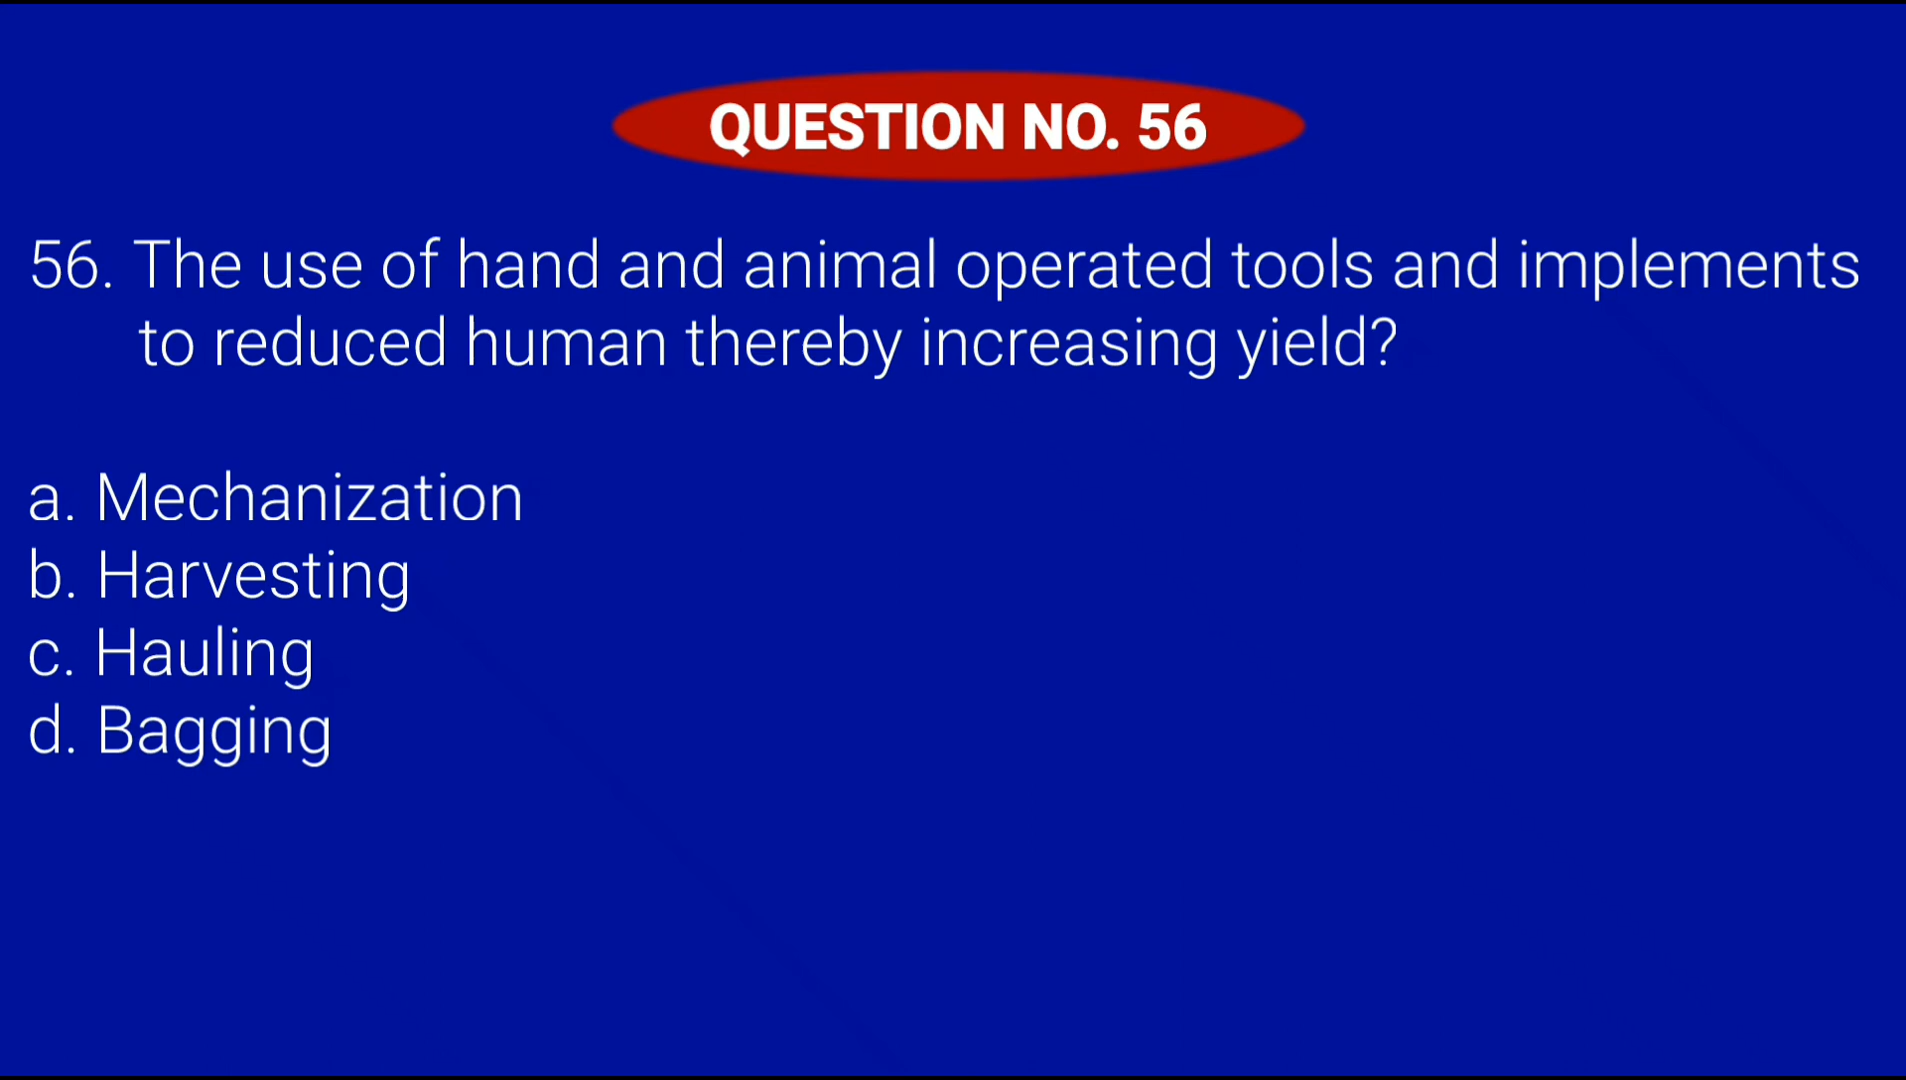 QUESTION NO. 56
56. The use of hand and animal operated tools and implements
to reduced human thereby increasing yield?
a. Mechanization
b. Harvesting
c. Hauling
d. Bagging